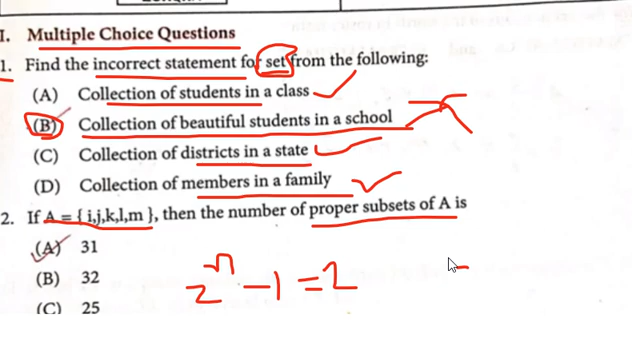 I. Multiple Choice Questions
1. Find the incorrect statement for set from the following:
(A) Collection of students in a class
(B) Collection of beautiful students in a school
(C) Collection of districts in a state
(D) Collection of members in a family
2. If A = { i,j,k,l,m }, then the number of proper subsets of A is
(A) 31
(B) 32
(C) 25
2^n - 1 = 2